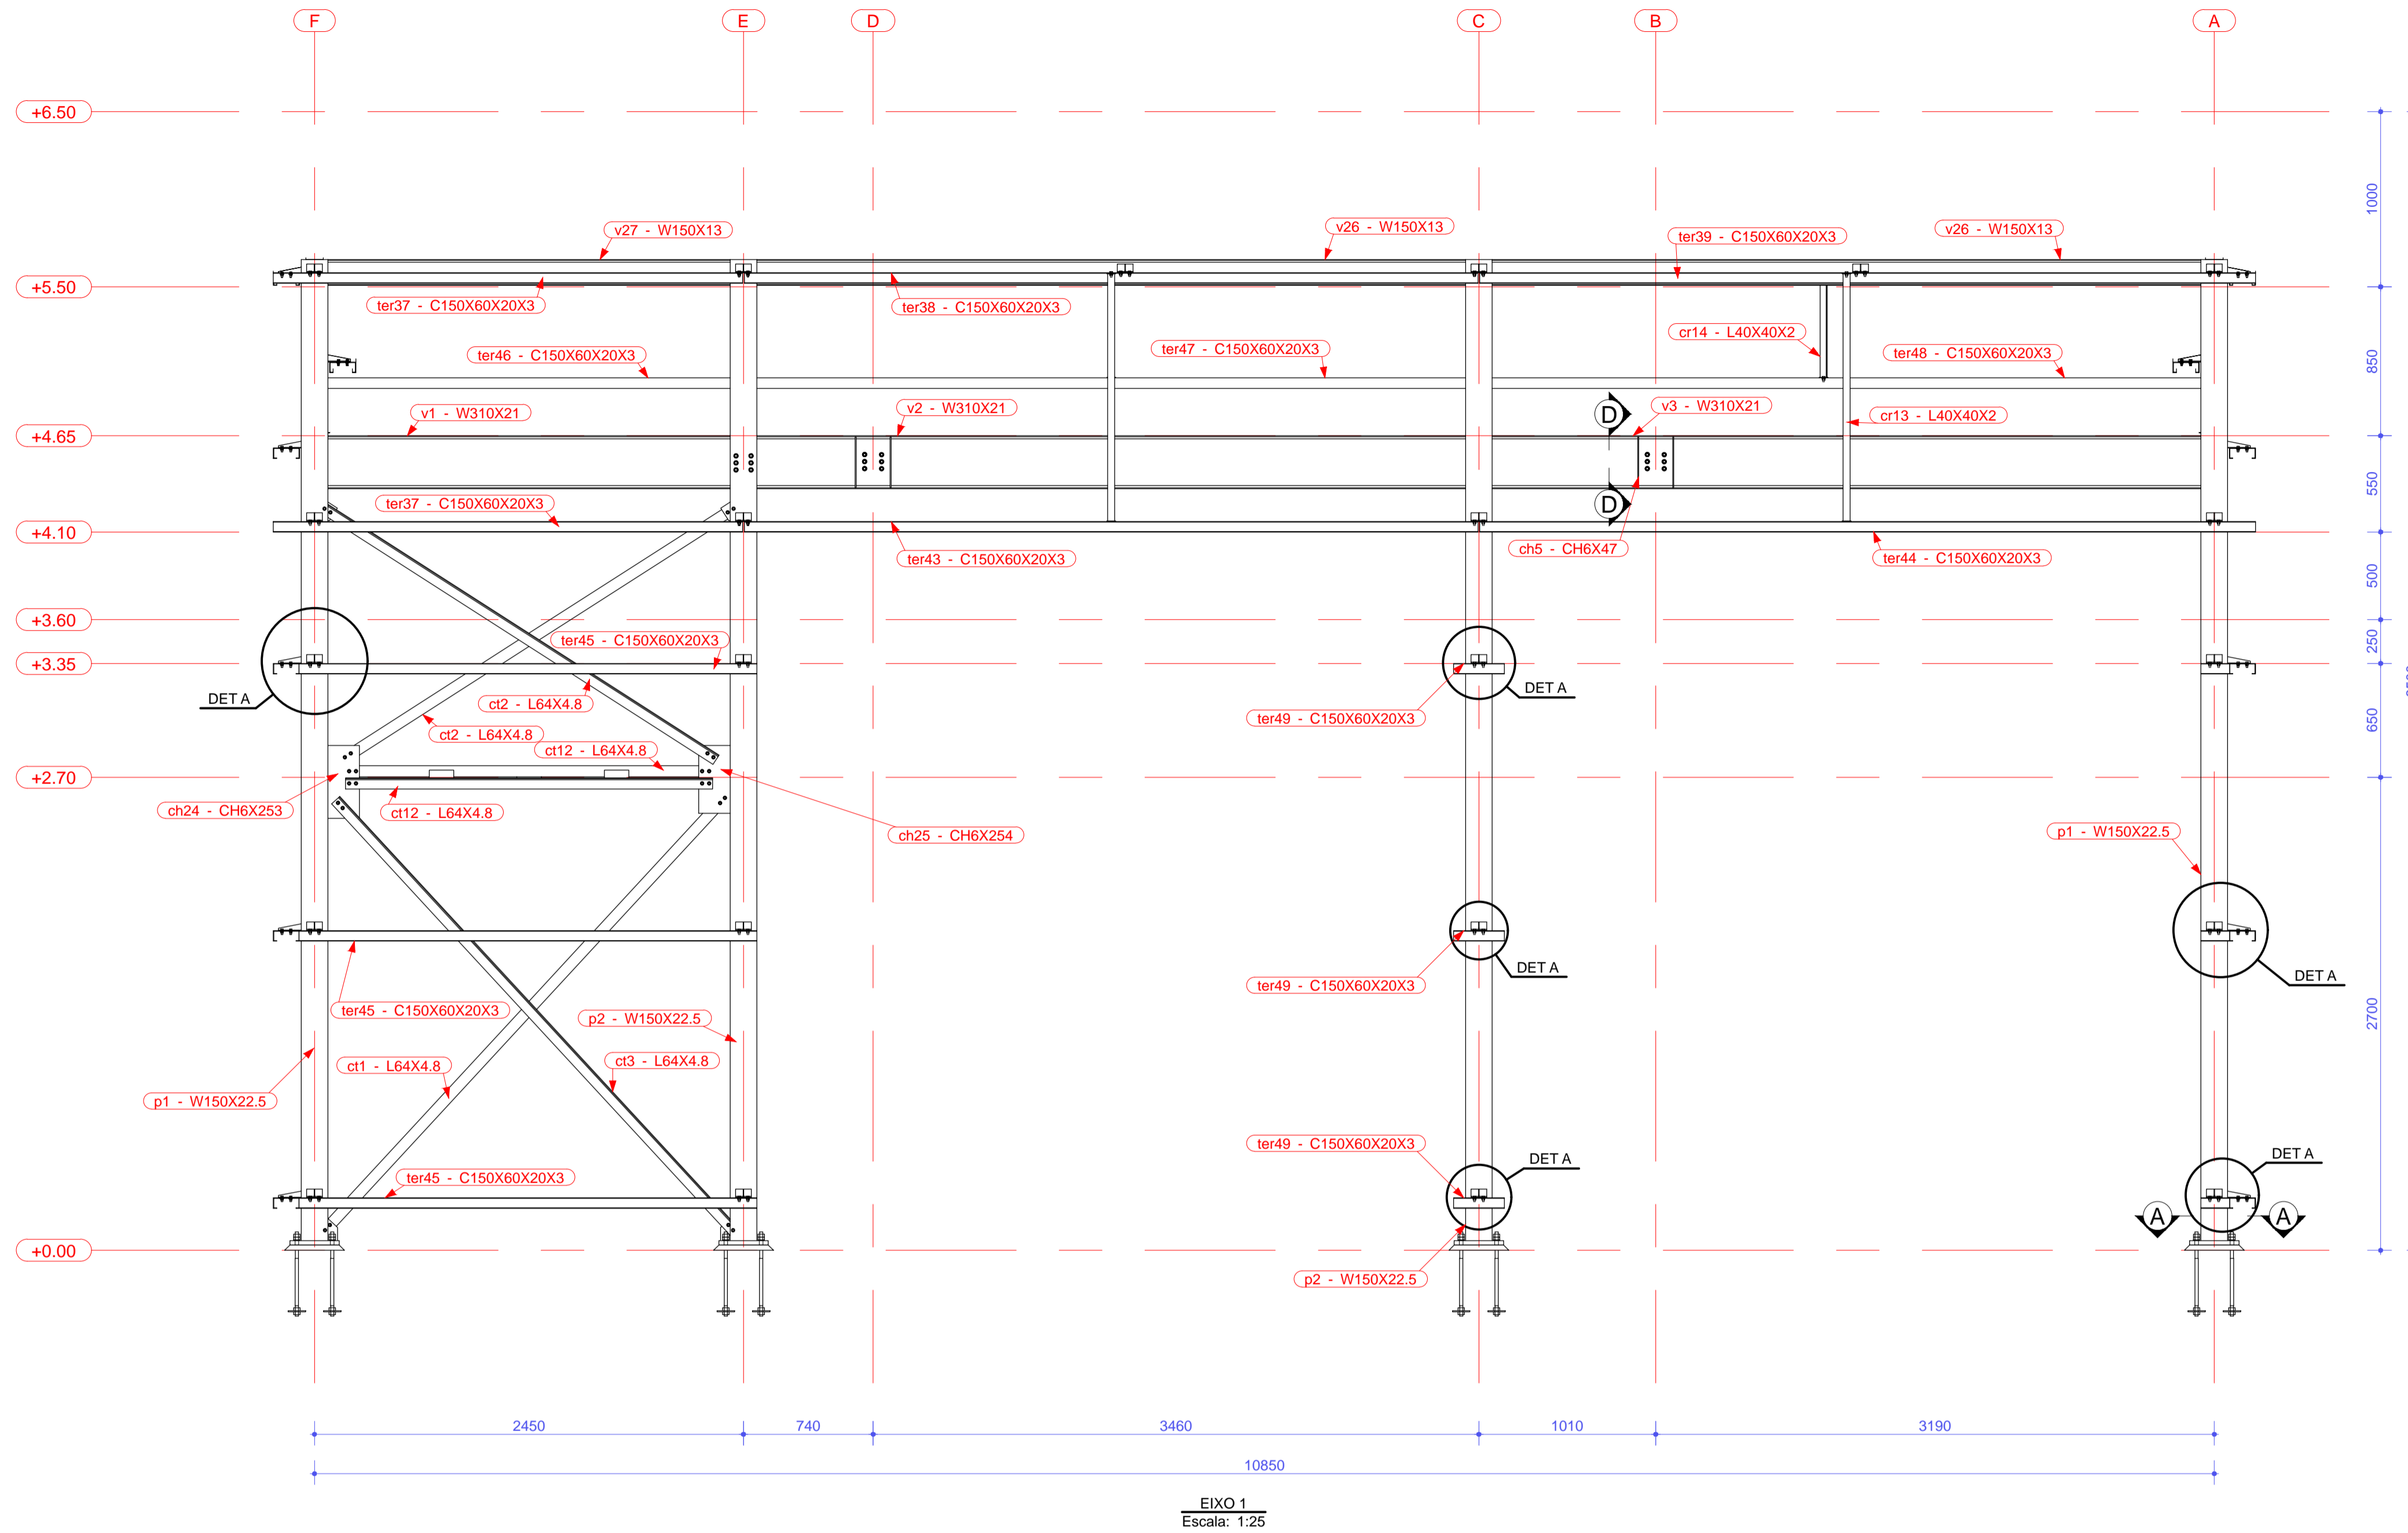 F E D C B A
+6.50
1000
v27 - W150X13
v26 - W150X13
ter39 - C150X60X20X3
v26 - W150X13
+5.50
ter37 - C150X60X20X3
ter38 - C150X60X20X3
cr14 - L40X40X2
ter46 - C150X60X20X3
ter47 - C150X60X20X3
ter48 - C150X60X20X3
850
v1 - W310X21
v2 - W310X21
D
v3 - W310X21
cr13 - L40X40X2
+4.65
550
ter37 - C150X60X20X3
D
+4.10
ter43 - C150X60X20X3
ch5 - CH6X47
ter44 - C150X60X20X3
500
+3.60
ter45 - C150X60X20X3
250
+3.35
DET A
ct2 - L64X4.8
DET A
ter49 - C150X60X20X3
650
ct2 - L64X4.8
ct12 - L64X4.8
+2.70
ch24 - CH6X253
ct12 - L64X4.8
ch25 - CH6X254
p1 - W150X22.5
DET A
DET A
ter49 - C150X60X20X3
ter45 - C150X60X20X3
p2 - W150X22.5
2700
ct1 - L64X4.8
ct3 - L64X4.8
p1 - W150X22.5
ter49 - C150X60X20X3
DET A
DET A
ter45 - C150X60X20X3
A A
+0.00
p2 - W150X22.5
2450 740 3460 1010 3190
10850
EIXO 1
Escala: 1:25